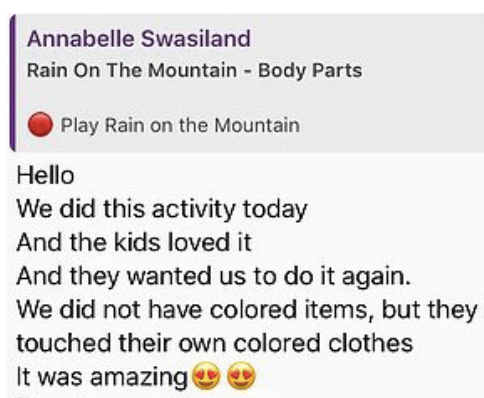 Annabelle Swasiland
Rain On The Mountain - Body Parts
🔴 Play Rain on the Mountain
Hello
We did this activity today
And the kids loved it
And they wanted us to do it again.
We did not have colored items, but they
touched their own colored clothes
It was amazing😍 😍